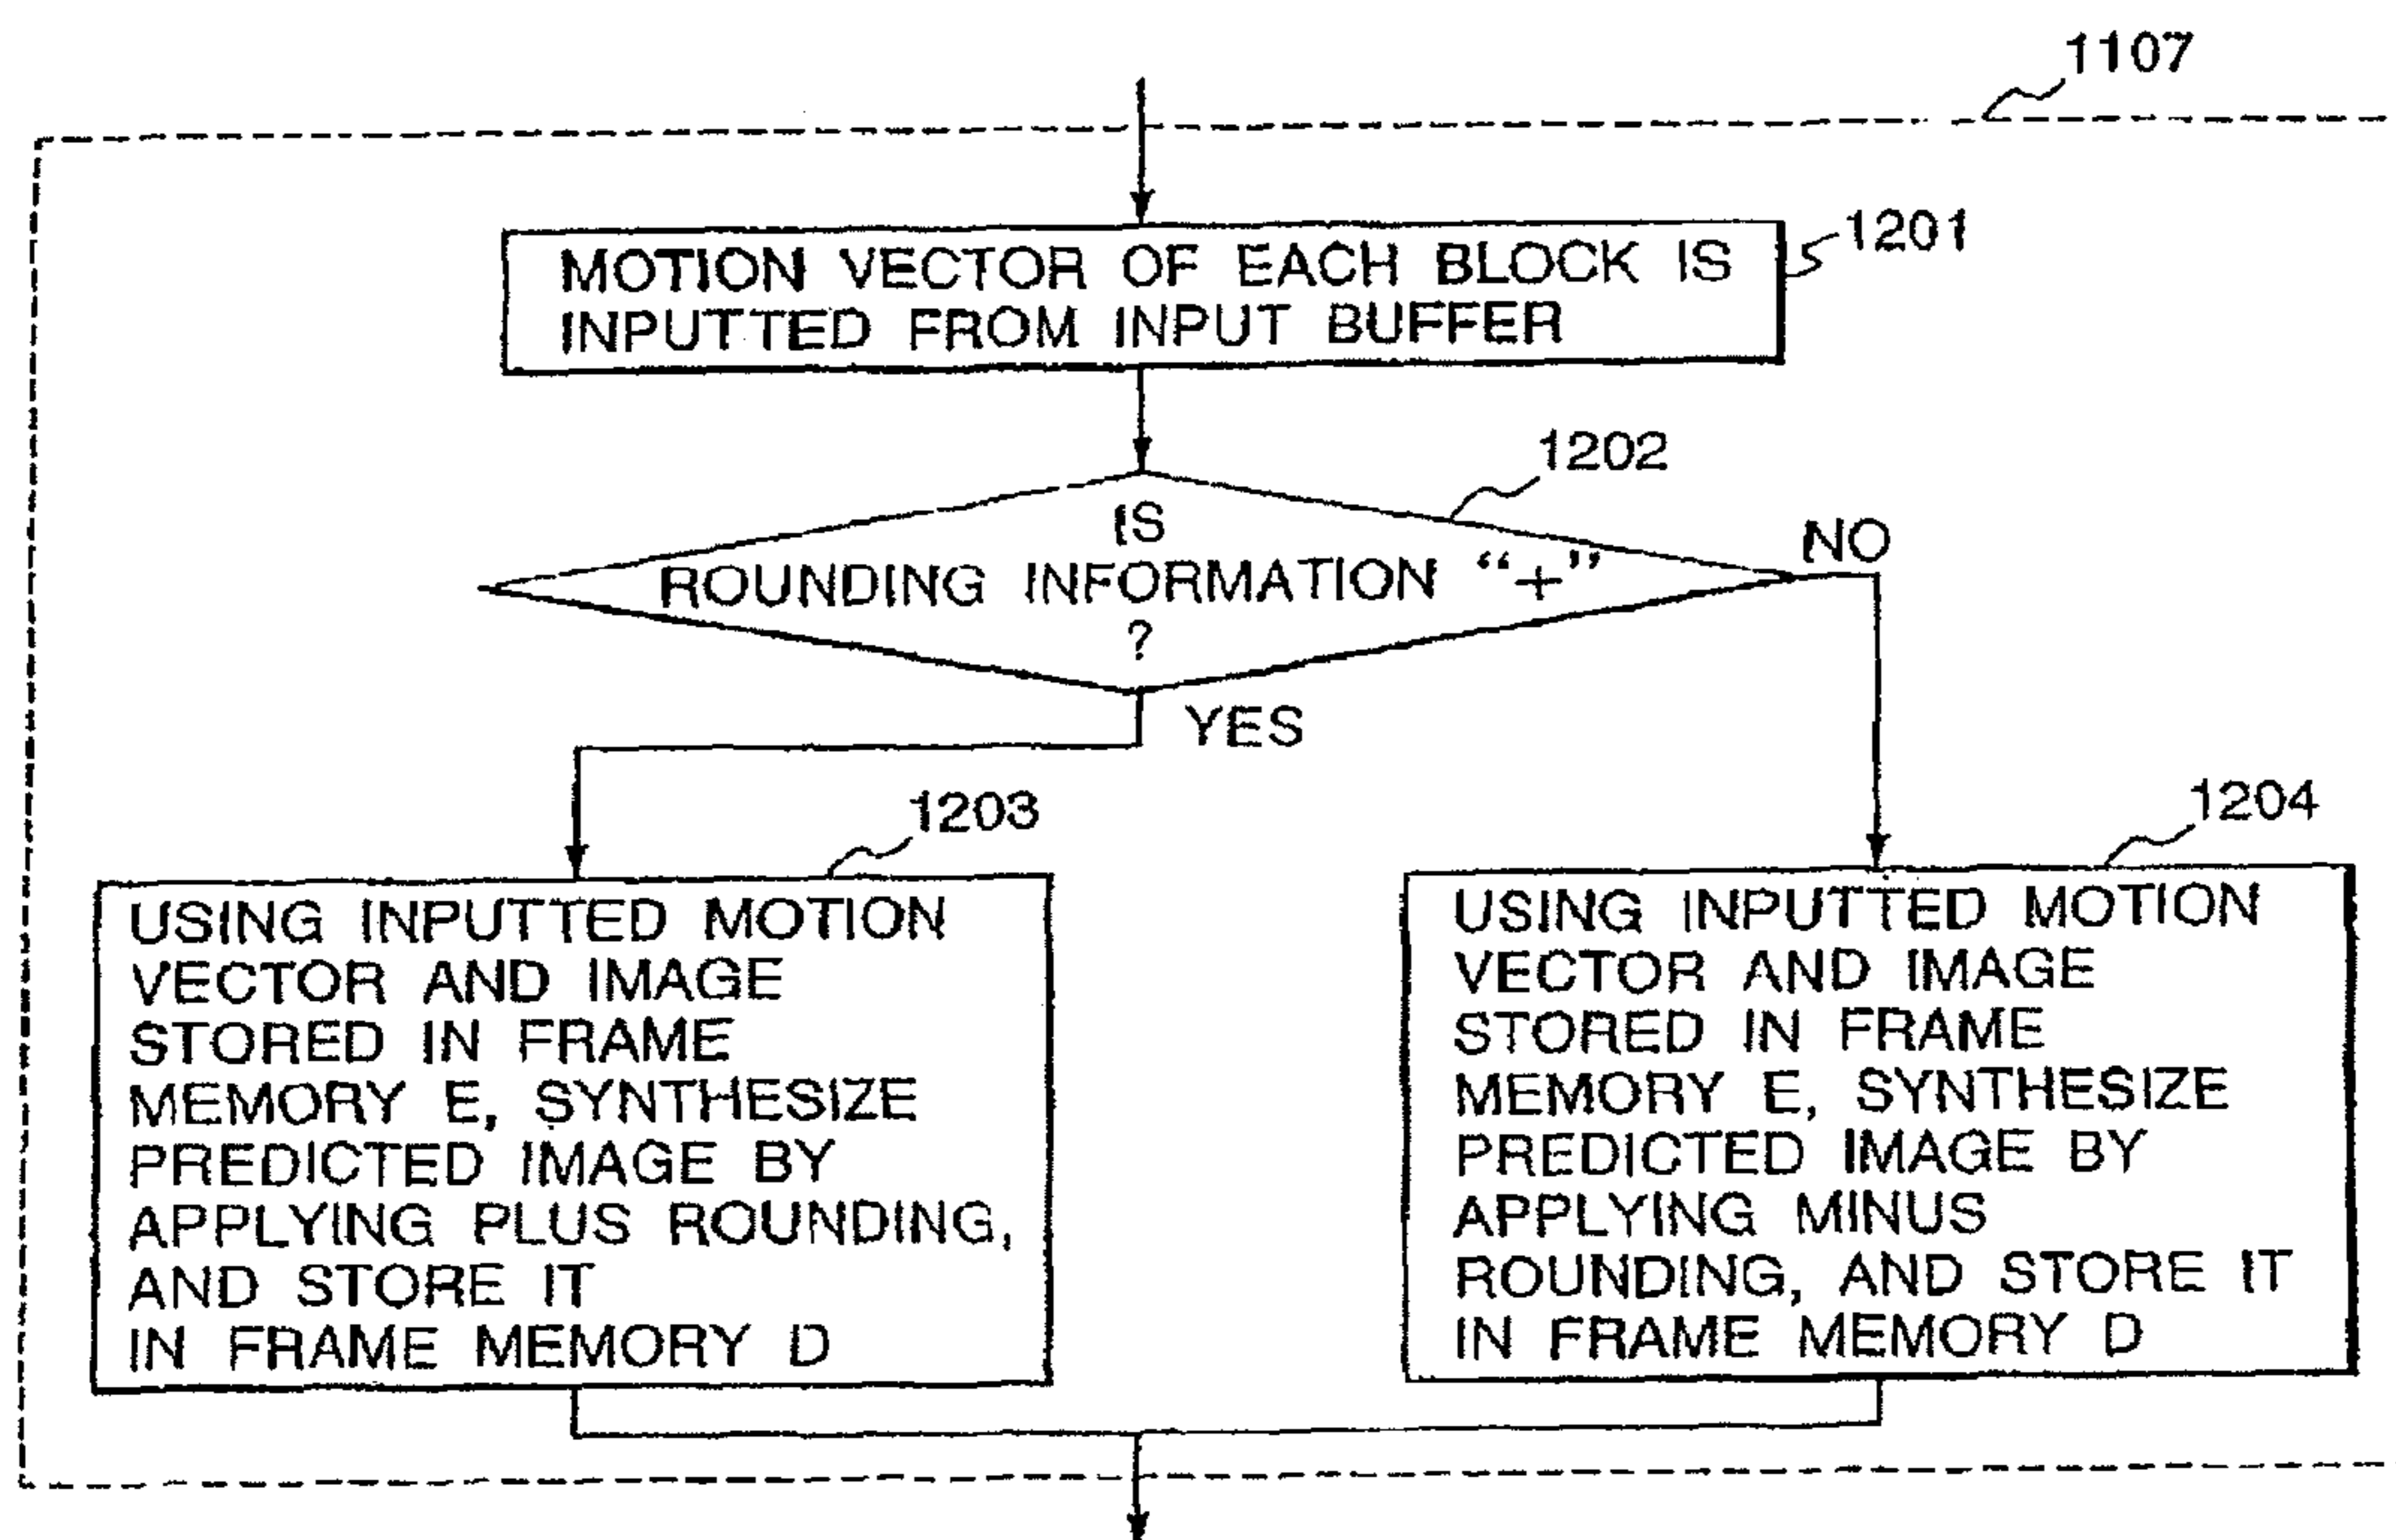 1107
MOTION VECTOR OF EACH BLOCK IS
INPUTTED FROM INPUT BUFFER
1201
1202
IS
ROUNDING INFORMATION “+”
?
NO
YES
1203
USING INPUTTED MOTION
VECTOR AND IMAGE
STORED IN FRAME
MEMORY E, SYNTHESIZE
PREDICTED IMAGE BY
APPLYING PLUS ROUNDING,
AND STORE IT
IN FRAME MEMORY D
1204
USING INPUTTED MOTION
VECTOR AND IMAGE
STORED IN FRAME
MEMORY E, SYNTHESIZE
PREDICTED IMAGE BY
APPLYING MINUS
ROUNDING, AND STORE IT
IN FRAME MEMORY D